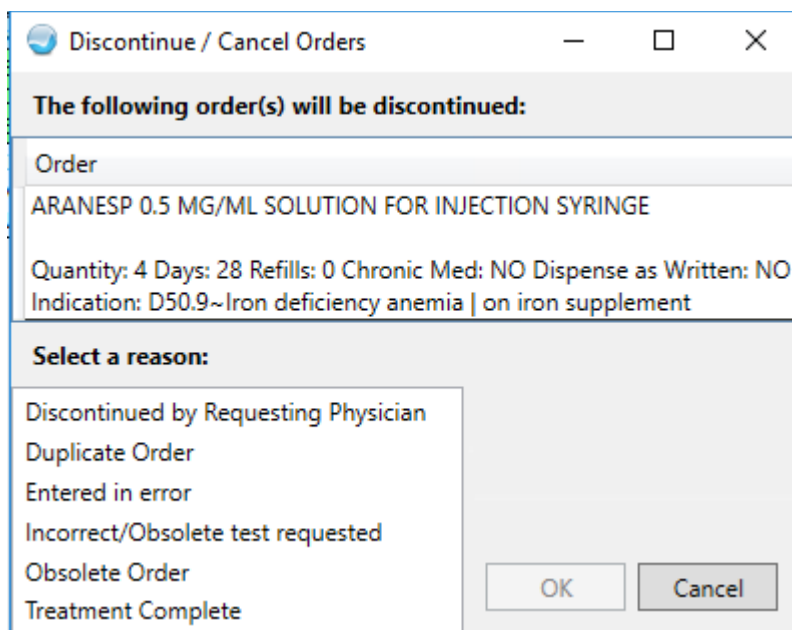 Discontinue / Cancel Orders
The following order(s) will be discontinued:
Order
ARANESP 0.5 MG/ML SOLUTION FOR INJECTION SYRINGE
Quantity: 4 Days: 28 Refills: 0 Chronic Med: NO Dispense as Written: NO
Indication: D50.9~Iron deficiency anemia | on iron supplement
Select a reason:
Discontinued by Requesting Physician
Duplicate Order
Entered in error
Incorrect/Obsolete test requested
Obsolete Order
Treatment Complete
OK
Cancel